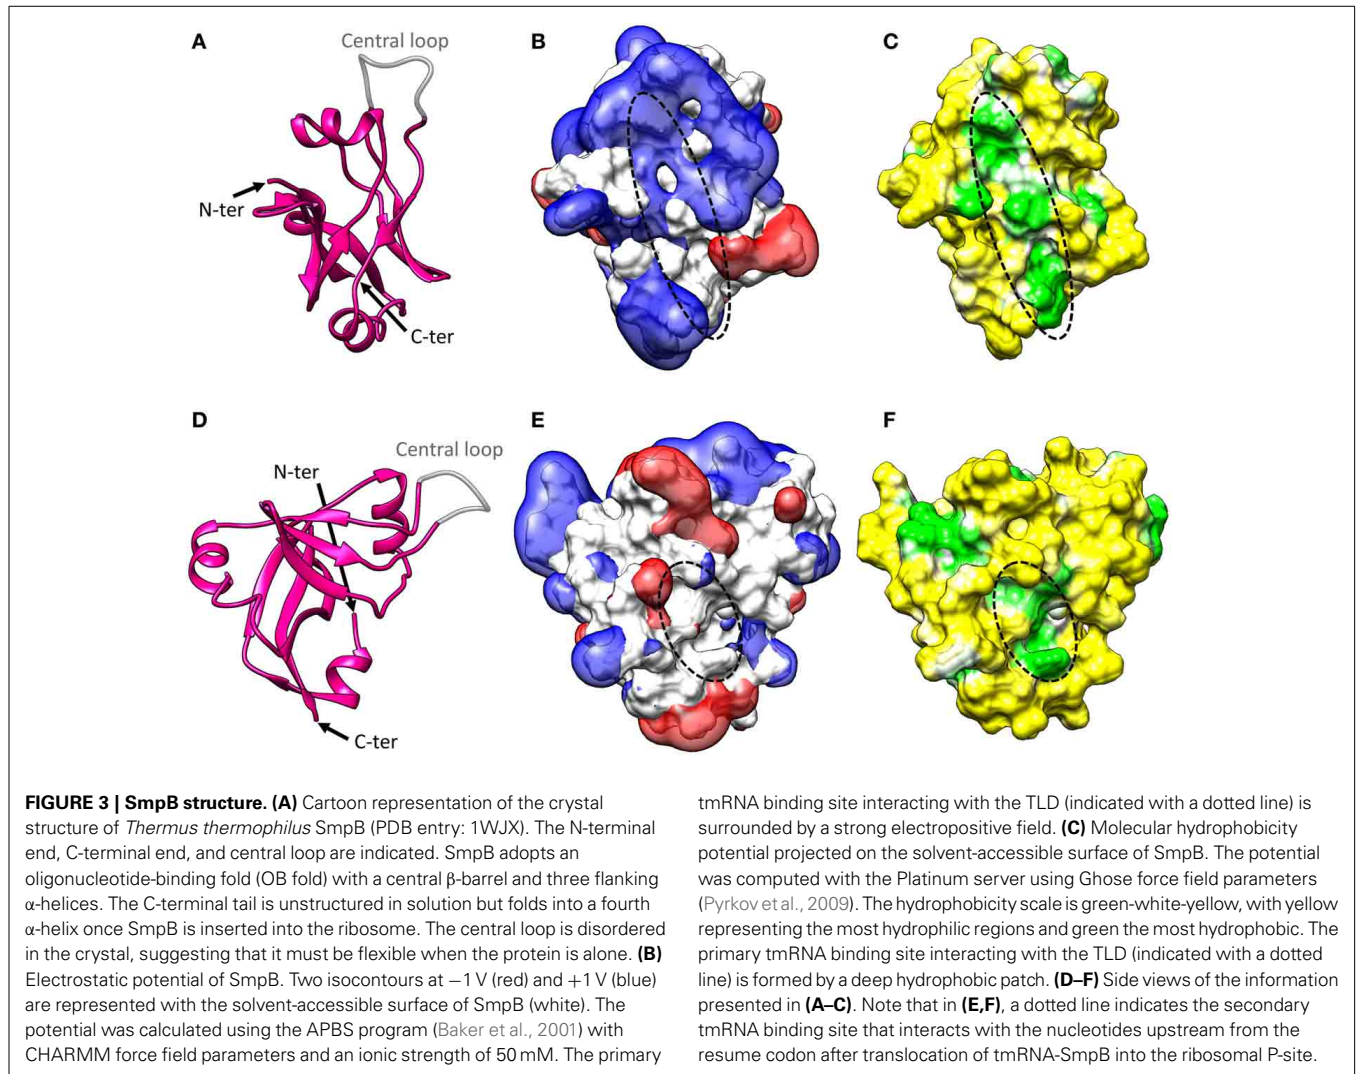 A
Central loop
N-ter
C-ter
B
C
D
N-ter
Central loop
C-ter
E
F
FIGURE 3 | SmpB structure. (A) Cartoon representation of the crystal
structure of Thermus thermophilus SmpB (PDB entry: 1WJX). The N-terminal
end, C-terminal end, and central loop are indicated. SmpB adopts an
oligonucleotide-binding fold (OB fold) with a central β-barrel and three flanking
α-helices. The C-terminal tail is unstructured in solution but folds into a fourth
α-helix once SmpB is inserted into the ribosome. The central loop is disordered
in the crystal, suggesting that it must be flexible when the protein is alone. (B)
Electrostatic potential of SmpB. Two isocontours at −1 V (red) and +1 V (blue)
are represented with the solvent-accessible surface of SmpB (white). The
potential was calculated using the APBS program (Baker et al., 2001) with
CHARMM force field parameters and an ionic strength of 50 mM. The primary
tmRNA binding site interacting with the TLD (indicated with a dotted line) is
surrounded by a strong electropositive field. (C) Molecular hydrophobicity
potential projected on the solvent-accessible surface of SmpB. The potential
was computed with the Platinum server using Ghose force field parameters
(Pyrkov et al., 2009). The hydrophobicity scale is green-white-yellow, with yellow
representing the most hydrophilic regions and green the most hydrophobic. The
primary tmRNA binding site interacting with the TLD (indicated with a dotted
line) is formed by a deep hydrophobic patch. (D–F) Side views of the information
presented in (A–C). Note that in (E,F), a dotted line indicates the secondary
tmRNA binding site that interacts with the nucleotides upstream from the
resume codon after translocation of tmRNA-SmpB into the ribosomal P-site.